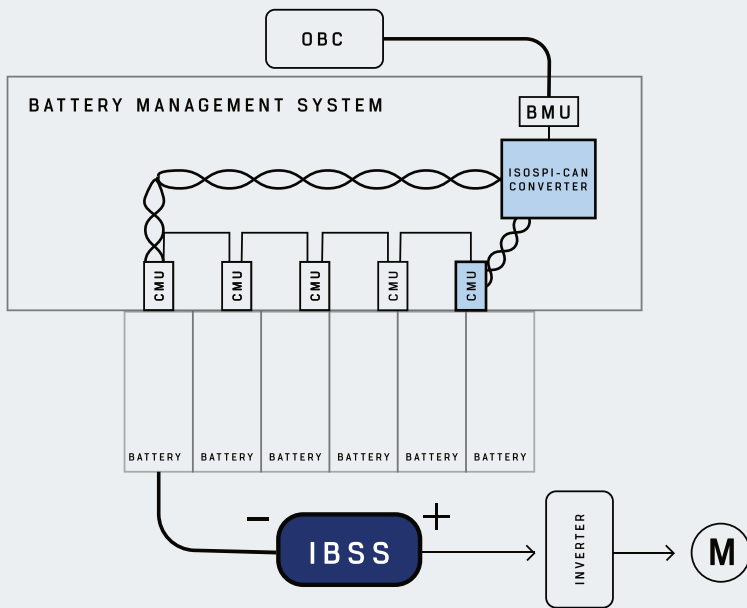 OBC
BATTERY MANAGEMENT SYSTEM
BMU
ISOSPI-CAN
CONVERTER
CMU
CMU
CMU
CMU
CMU
BATTERY
BATTERY
BATTERY
BATTERY
BATTERY
BATTERY
−
+
IBSS
INVERTER
M